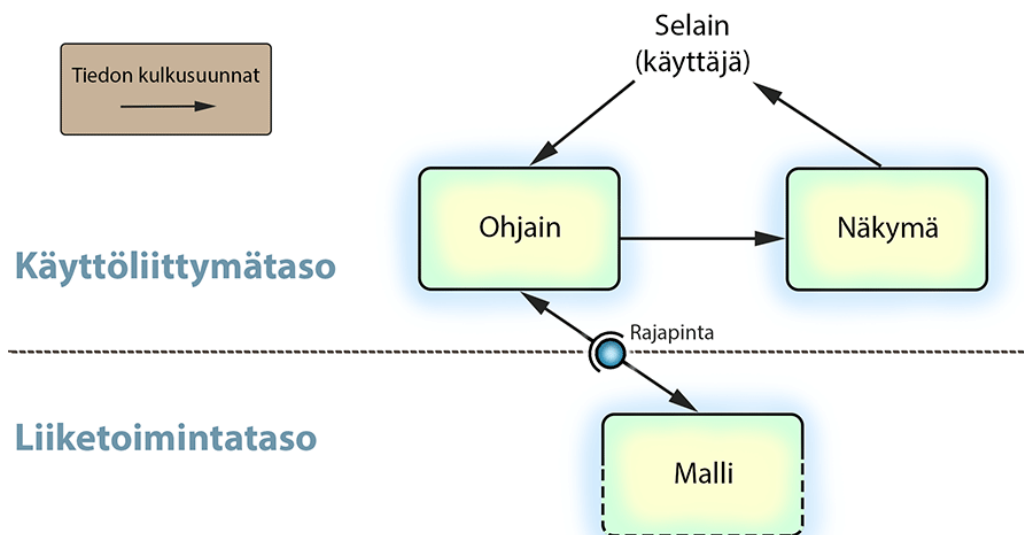 Selain
(käyttäjä)
Tiedon kulkusuunnat
Ohjain
Näkymä
Käyttöliittymätaso
Rajapinta
Liiketoimintataso
Malli